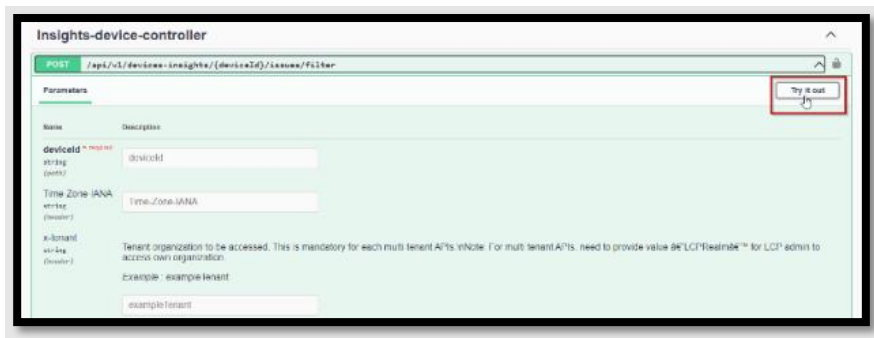 Insights-device-controller
POST /api/v1/devices-insights/{deviceId}/issues/filter
Parameters
Try it out
Name Description
deviceId * required
string
(path)
deviceId
Time-Zone-IANA
string
(header)
Time-Zone-IANA
x-tenant
string
(header)
Tenant organization to be accessed. This is mandatory for each multi tenant APIs.\nNote: For multi tenant APIs, need to provide value â€˜LCPRealmâ€™ for LCP admin to
access own organization.
Example : exampleTenant
exampleTenant